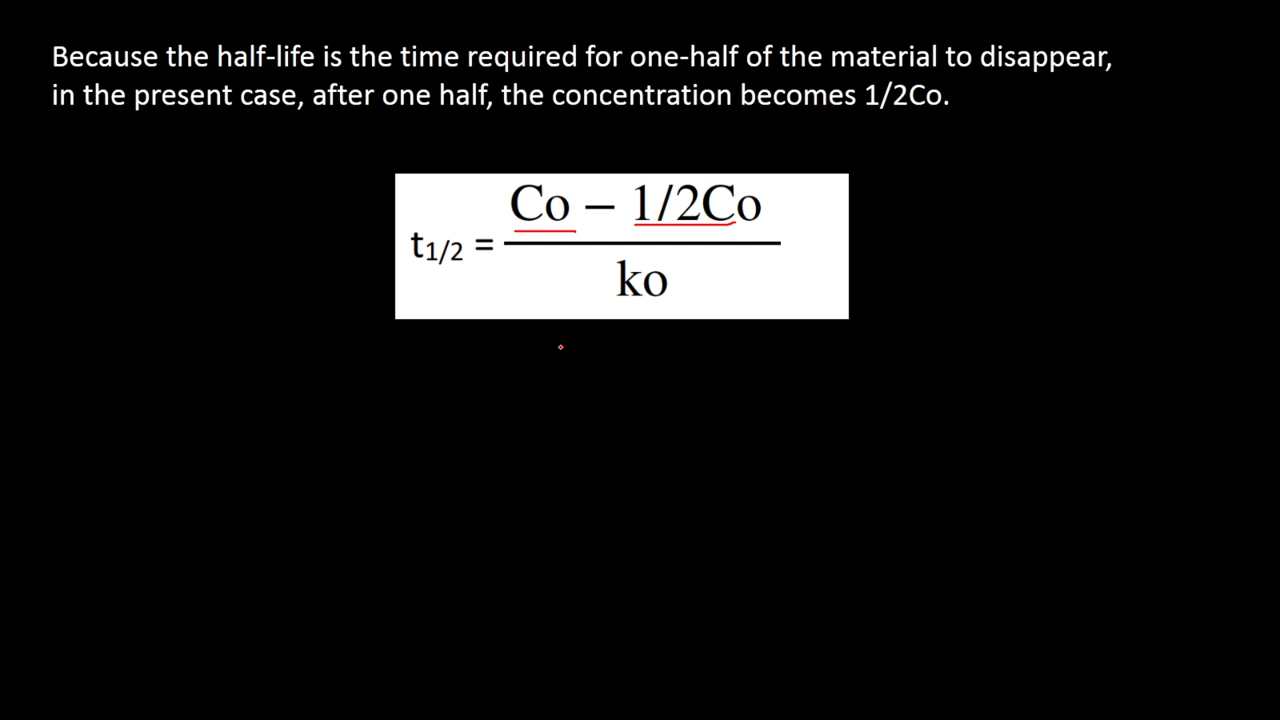 Because the half-life is the time required for one-half of the material to disappear,
in the present case, after one half, the concentration becomes 1/2Co.
Co – 1/2Co
t1/2 =
ko